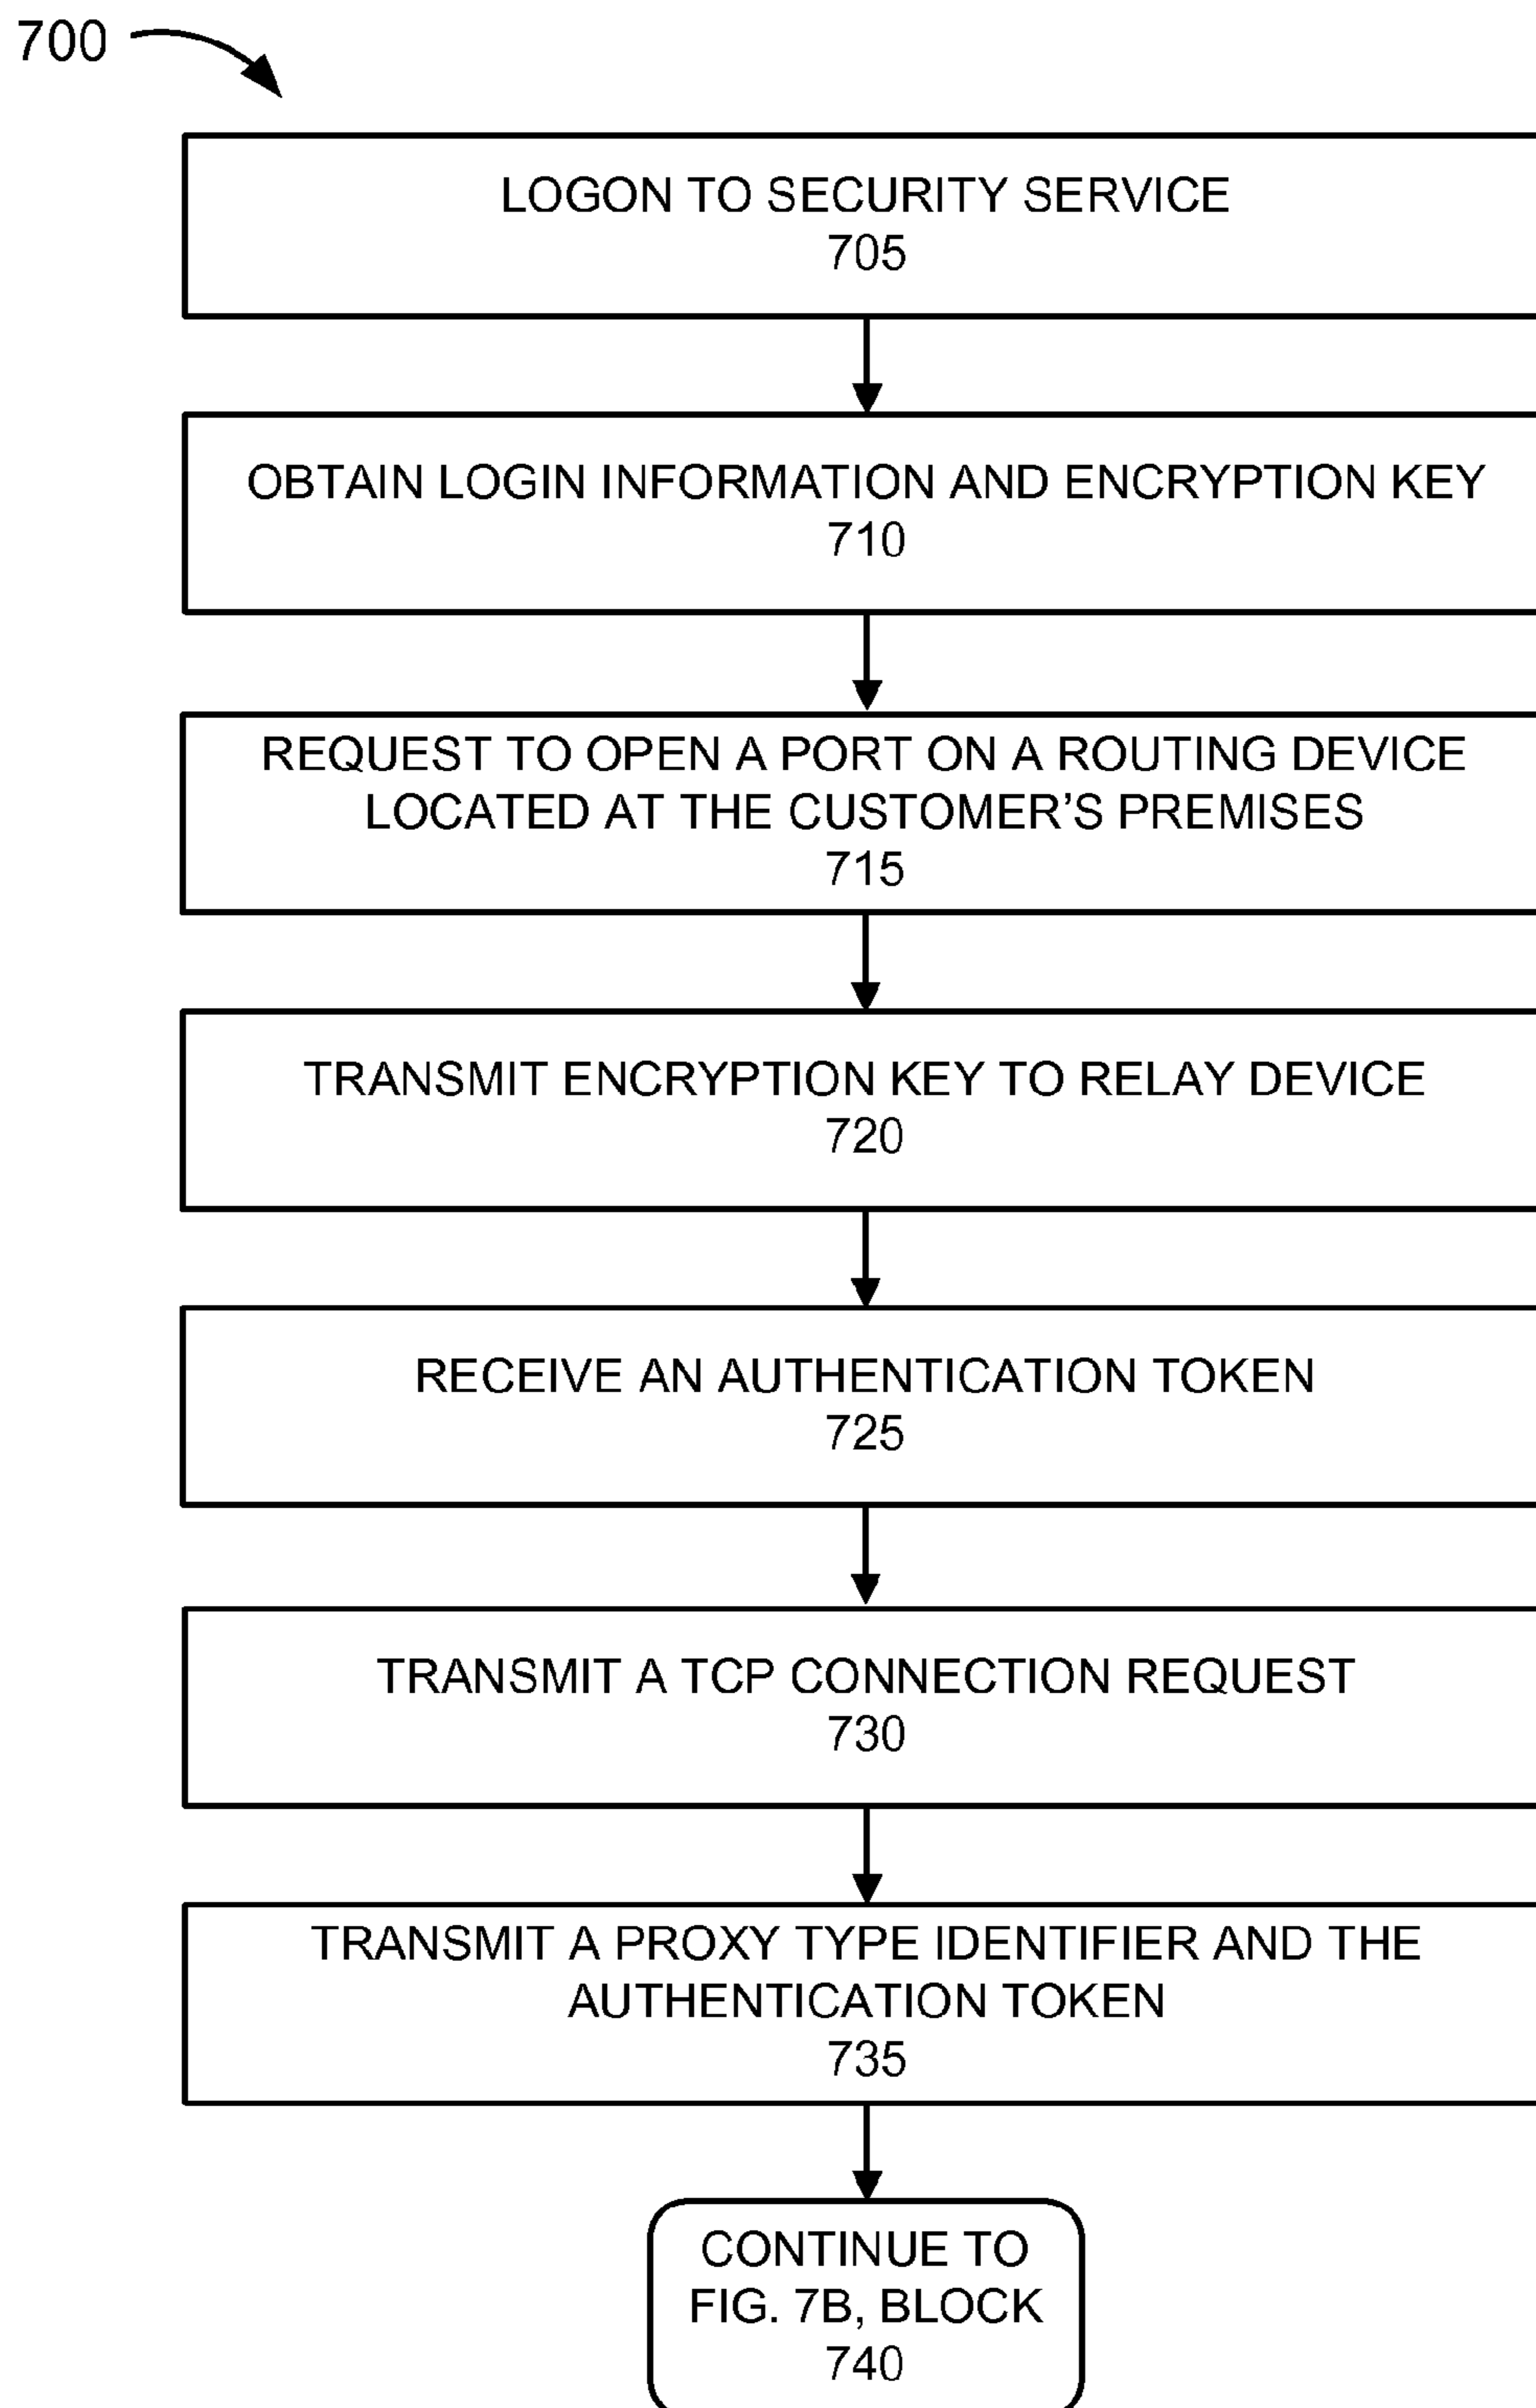 700
LOGON TO SECURITY SERVICE
705
OBTAIN LOGIN INFORMATION AND ENCRYPTION KEY
710
REQUEST TO OPEN A PORT ON A ROUTING DEVICE
LOCATED AT THE CUSTOMER’S PREMISES
715
TRANSMIT ENCRYPTION KEY TO RELAY DEVICE
720
RECEIVE AN AUTHENTICATION TOKEN
725
TRANSMIT A TCP CONNECTION REQUEST
730
TRANSMIT A PROXY TYPE IDENTIFIER AND THE
AUTHENTICATION TOKEN
735
CONTINUE TO
FIG. 7B, BLOCK
740